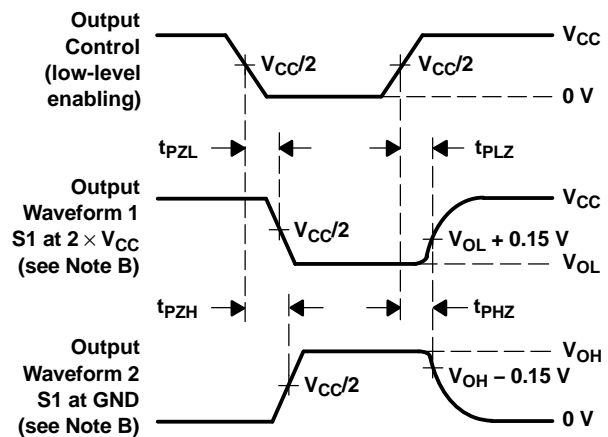 Output
Control
(low-level
enabling)
VCC/2
VCC/2
VCC
0 V
tPZL
tPLZ
Output
Waveform 1
S1 at 2 × VCC
(see Note B)
VCC/2
VCC
VOL + 0.15 V
VOL
tPZH
tPHZ
Output
Waveform 2
S1 at GND
(see Note B)
VCC/2
VOH
VOH – 0.15 V
0 V